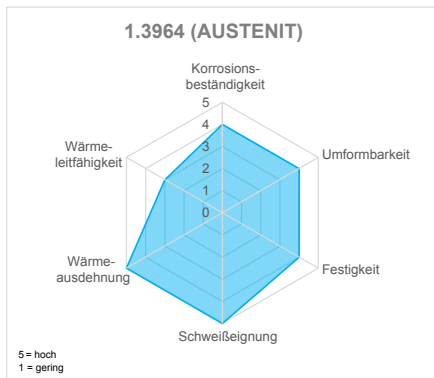 1.3964 (AUSTENIT)
Korrosions-
beständigkeit
5
4
3
2
1
0
Wärme-
leitfähigkeit
Umformbarkeit
Wärme-
ausdehnung
Festigkeit
Schweißeignung
5 = hoch
1 = gering